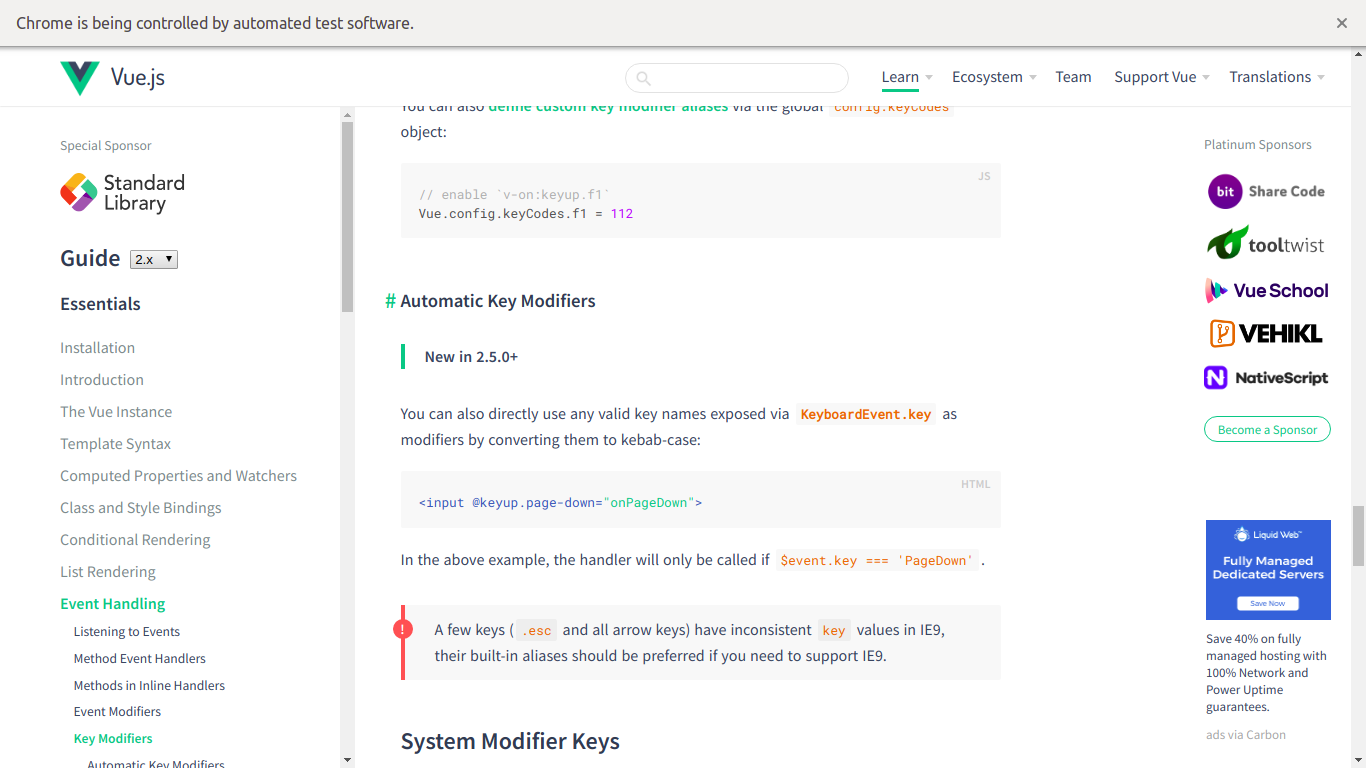 Chrome is being controlled by automated test software.
Vue.js
Learn
Ecosystem
Team
Support Vue
Translations
Special Sponsor
Standard
Library
Guide
2.x
Essentials
Installation
Introduction
The Vue Instance
Template Syntax
Computed Properties and Watchers
Class and Style Bindings
Conditional Rendering
List Rendering
Event Handling
Listening to Events
Method Event Handlers
Methods in Inline Handlers
Event Modifiers
Key Modifiers
Automatic Key Modifiers
You can also define custom key modifier aliases via the global config.keyCodes
object:
JS
// enable `v-on:keyup.f1`
Vue.config.keyCodes.f1 = 112
# Automatic Key Modifiers
New in 2.5.0+
You can also directly use any valid key names exposed via KeyboardEvent.key as
modifiers by converting them to kebab-case:
HTML
<input @keyup.page-down="onPageDown">
In the above example, the handler will only be called if $event.key === 'PageDown' .
! A few keys ( .esc and all arrow keys) have inconsistent key values in IE9,
their built-in aliases should be preferred if you need to support IE9.
System Modifier Keys
Platinum Sponsors
bit Share Code
tooltwist
Vue School
VEHIKL
N NativeScript
Become a Sponsor
Liquid Web
Fully Managed
Dedicated Servers
Save Now
Save 40% on fully
managed hosting with
100% Network and
Power Uptime
guarantees.
ads via Carbon